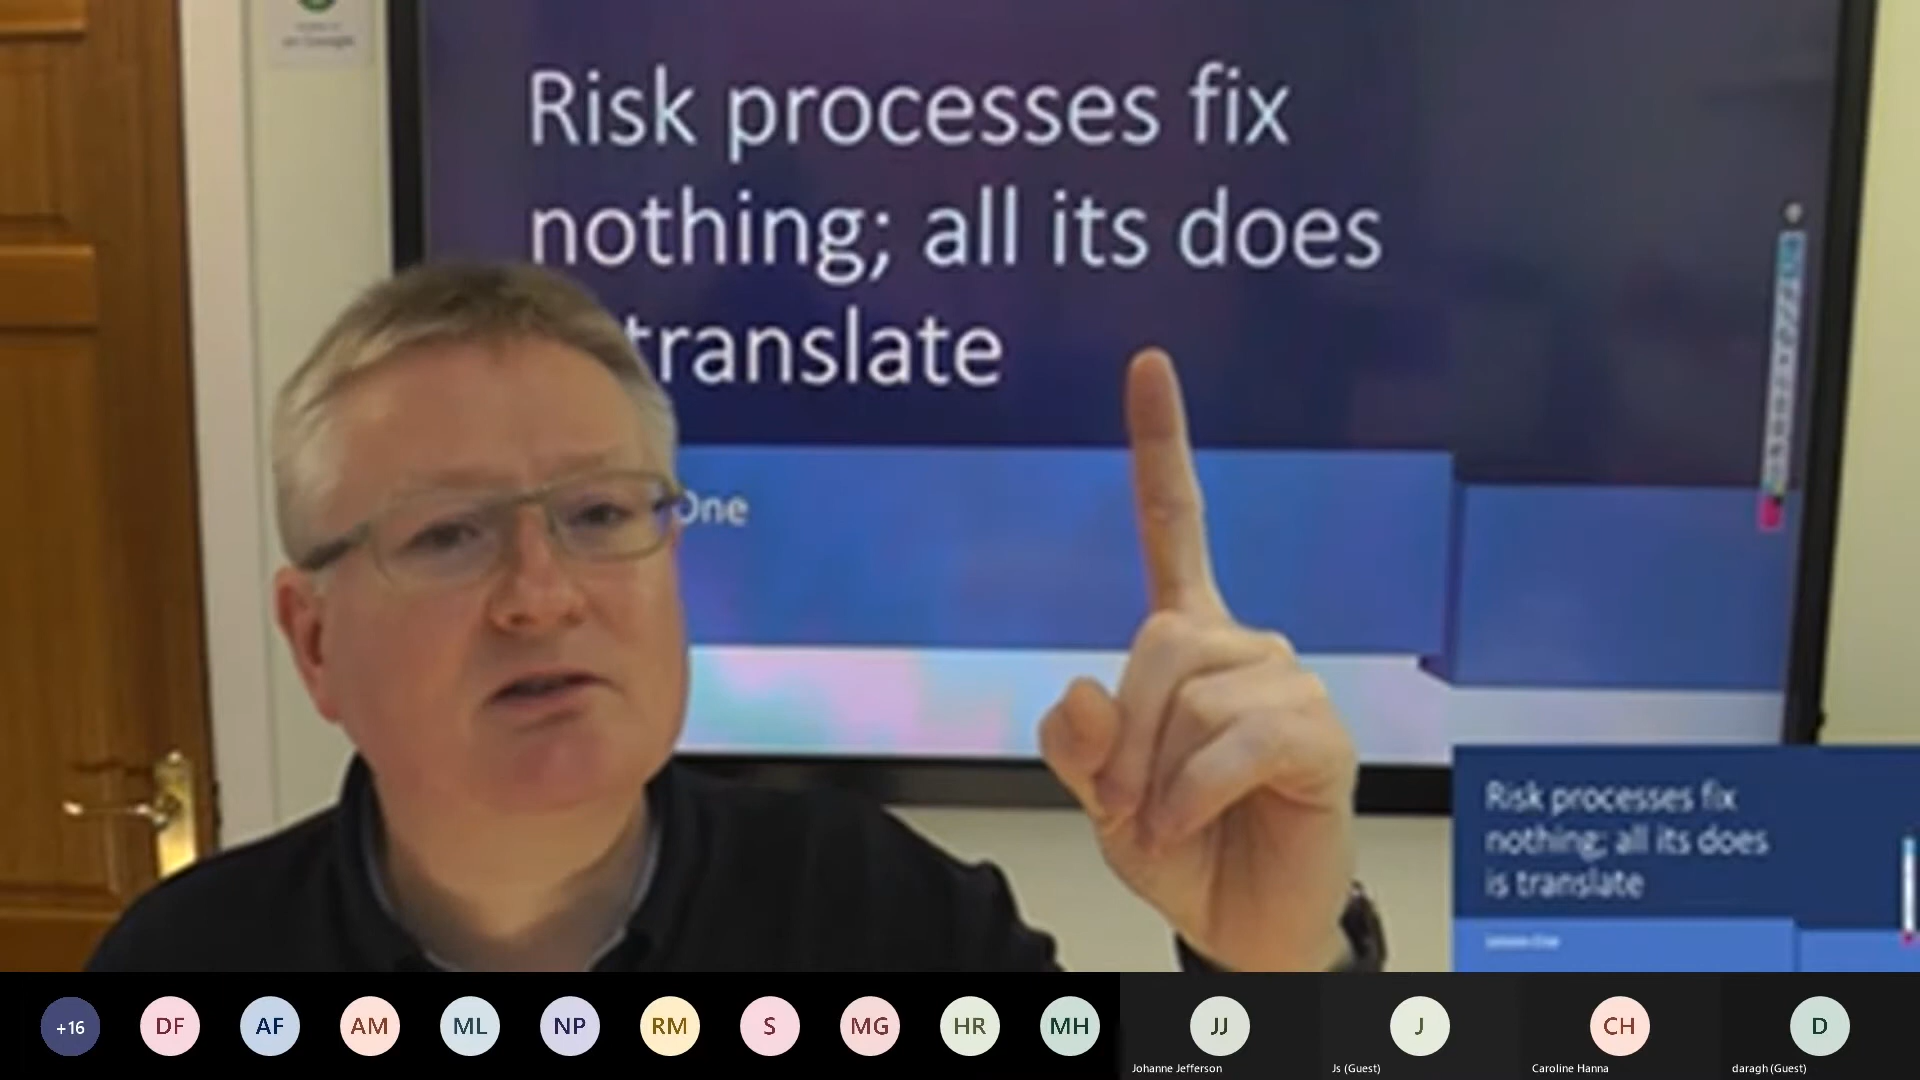 Risk processes fix
nothing; all its does
translate
One
Risk processes fix
nothing; all its does
is translate
+16
DF
AF
AM
ML
NP
RM
S
MG
HR
MH
JJ
J
CH
D
Johanne Jefferson
Js (Guest)
Caroline Hanna
daragh (Guest)